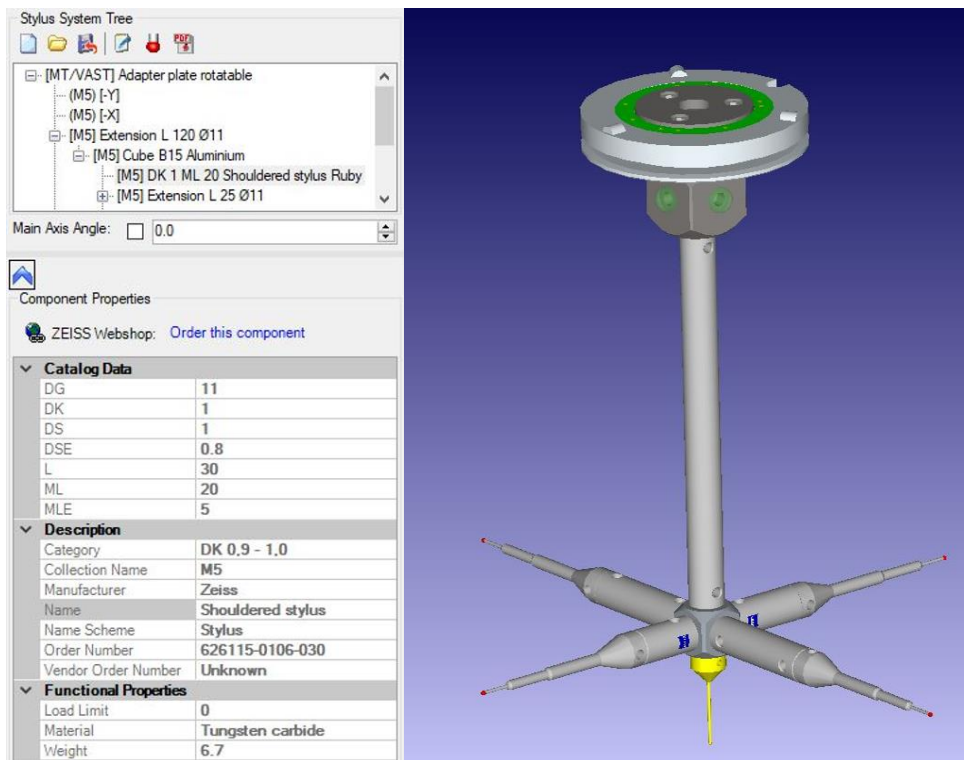 Stylus System Tree
PDF
[MT/VAST] Adapter plate rotatable
(M5) [-Y]
(M5) [-X]
[M5] Extension L 120 Ø11
[M5] Cube B15 Aluminium
[M5] DK 1 ML 20 Shouldered stylus Ruby
[M5] Extension L 25 Ø11
Main Axis Angle: 0.0
Component Properties
ZEISS Webshop: Order this component
Catalog Data
DG 11
DK 1
DS 1
DSE 0.8
L 30
ML 20
MLE 5
Description
Category DK 0,9 - 1,0
Collection Name M5
Manufacturer Zeiss
Name Shouldered stylus
Name Scheme Stylus
Order Number 626115-0106-030
Vendor Order Number Unknown
Functional Properties
Load Limit 0
Material Tungsten carbide
Weight 6.7